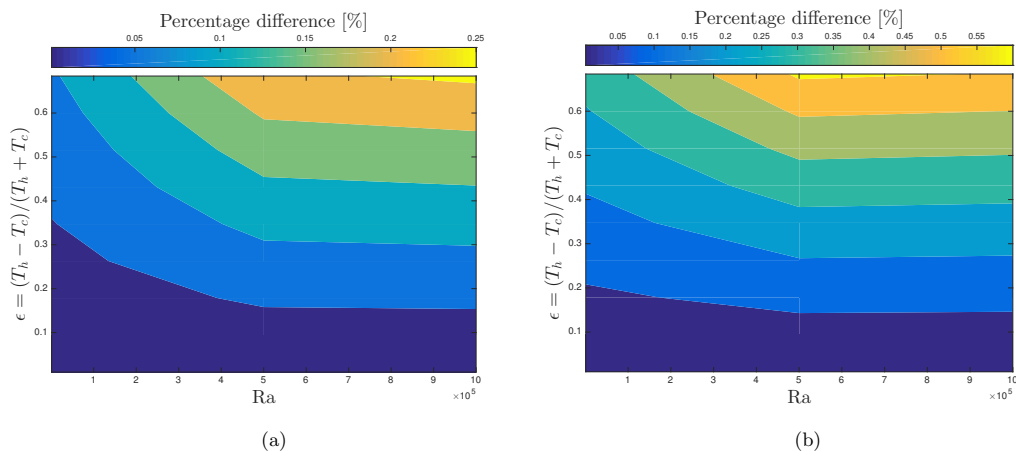 Percentage difference [%]
0.05 0.1 0.15 0.2 0.25
0.6
0.5
0.4
0.3
0.2
0.1
ϵ = (T_h − T_c)/(T_h + T_c)
1 2 3 4 5 6 7 8 9 10
Ra
×10^5
(a)
Percentage difference [%]
0.05 0.1 0.15 0.2 0.25 0.3 0.35 0.4 0.45 0.5 0.55
0.6
0.5
0.4
0.3
0.2
0.1
ϵ = (T_h − T_c)/(T_h + T_c)
1 2 3 4 5 6 7 8 9 10
Ra
×10^5
(b)